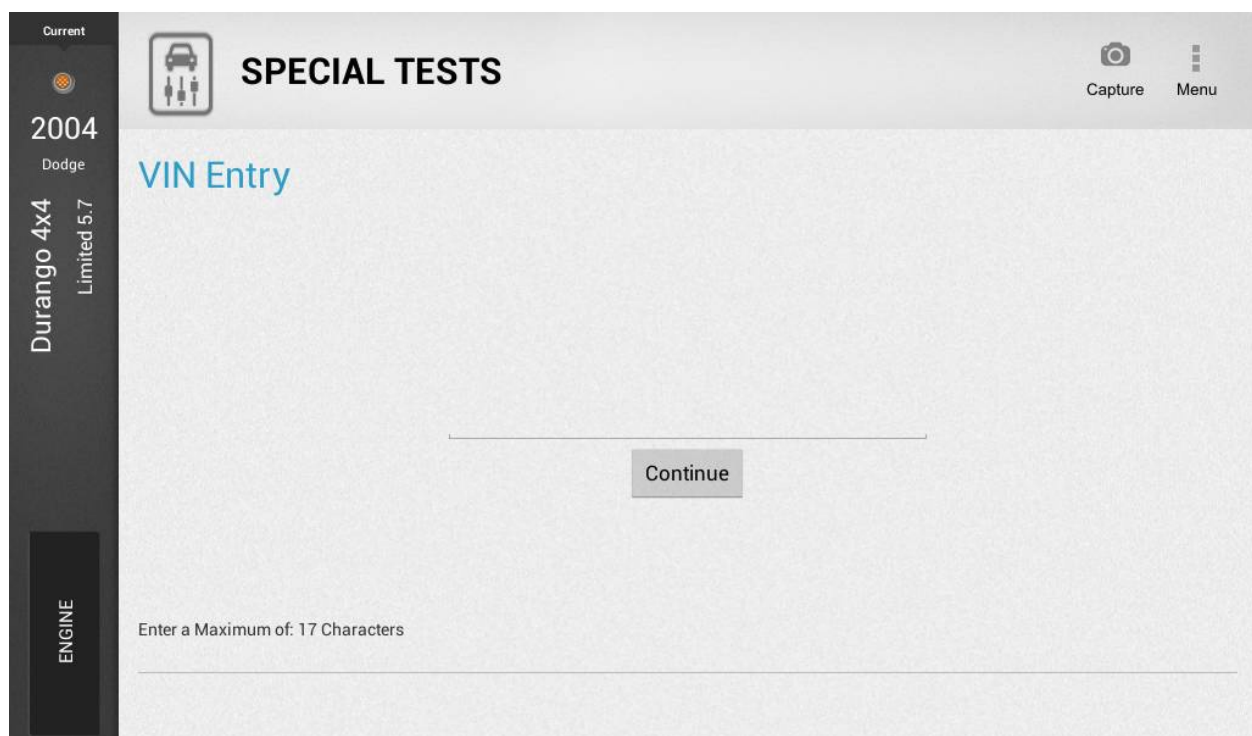 Current
2004
Dodge
Durango 4x4
Limited 5.7
ENGINE
SPECIAL TESTS
Capture
Menu
VIN Entry
Continue
Enter a Maximum of: 17 Characters